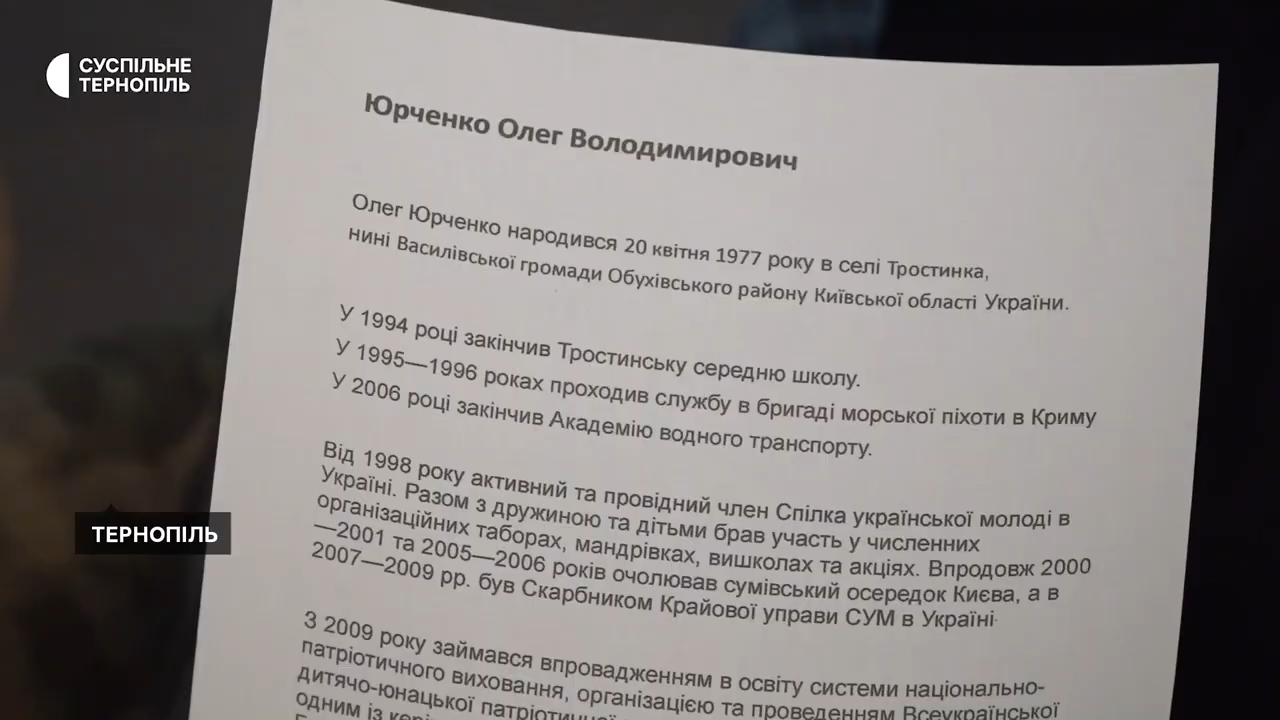 СУСПІЛЬНЕ
ТЕРНОПІЛЬ
Юрченко Олег Володимирович
Олег Юрченко народився 20 квітня 1977 року в селі Тростинка,
нині Василівської громади Обухівського району Київської області України.
У 1994 році закінчив Тростинську середню школу.
У 1995—1996 роках проходив службу в бригаді морської піхоти в Криму
У 2006 році закінчив Академію водного транспорту.
Від 1998 року активний та провідний член Спілка української молоді в
Україні. Разом з дружиною та дітьми брав участь у численних
організаційних таборах, мандрівках, вишколах та акціях. Впродовж 2000
—2001 та 2005—2006 років очолював сумівський осередок Києва, а в
2007—2009 рр. був Скарбником Крайової управи СУМ в Україні
З 2009 року займався впровадженням в освіту системи національно-
патріотичного виховання, організацією та проведенням Всеукраїнської
дитячо-юнацької патріотичної
одним із
ТЕРНОПІЛЬ